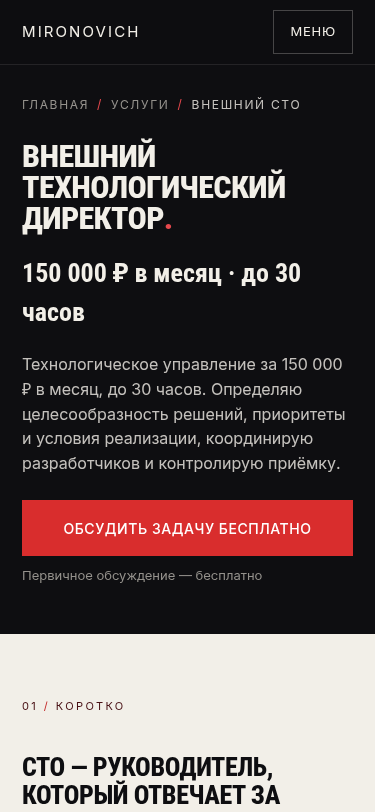 MIRONOVICH
МЕНЮ
ГЛАВНАЯ / УСЛУГИ / ВНЕШНИЙ СТО
ВНЕШНИЙ
ТЕХНОЛОГИЧЕСКИЙ
ДИРЕКТОР.
150 000 ₽ в месяц · до 30
часов
Технологическое управление за 150 000
₽ в месяц, до 30 часов. Определяю
целесообразность решений, приоритеты
и условия реализации, координирую
разработчиков и контролирую приёмку.
ОБСУДИТЬ ЗАДАЧУ БЕСПЛАТНО
Первичное обсуждение — бесплатно
01 / КОРОТКО
СТО — РУКОВОДИТЕЛЬ,
КОТОРЫЙ ОТВЕЧАЕТ ЗА